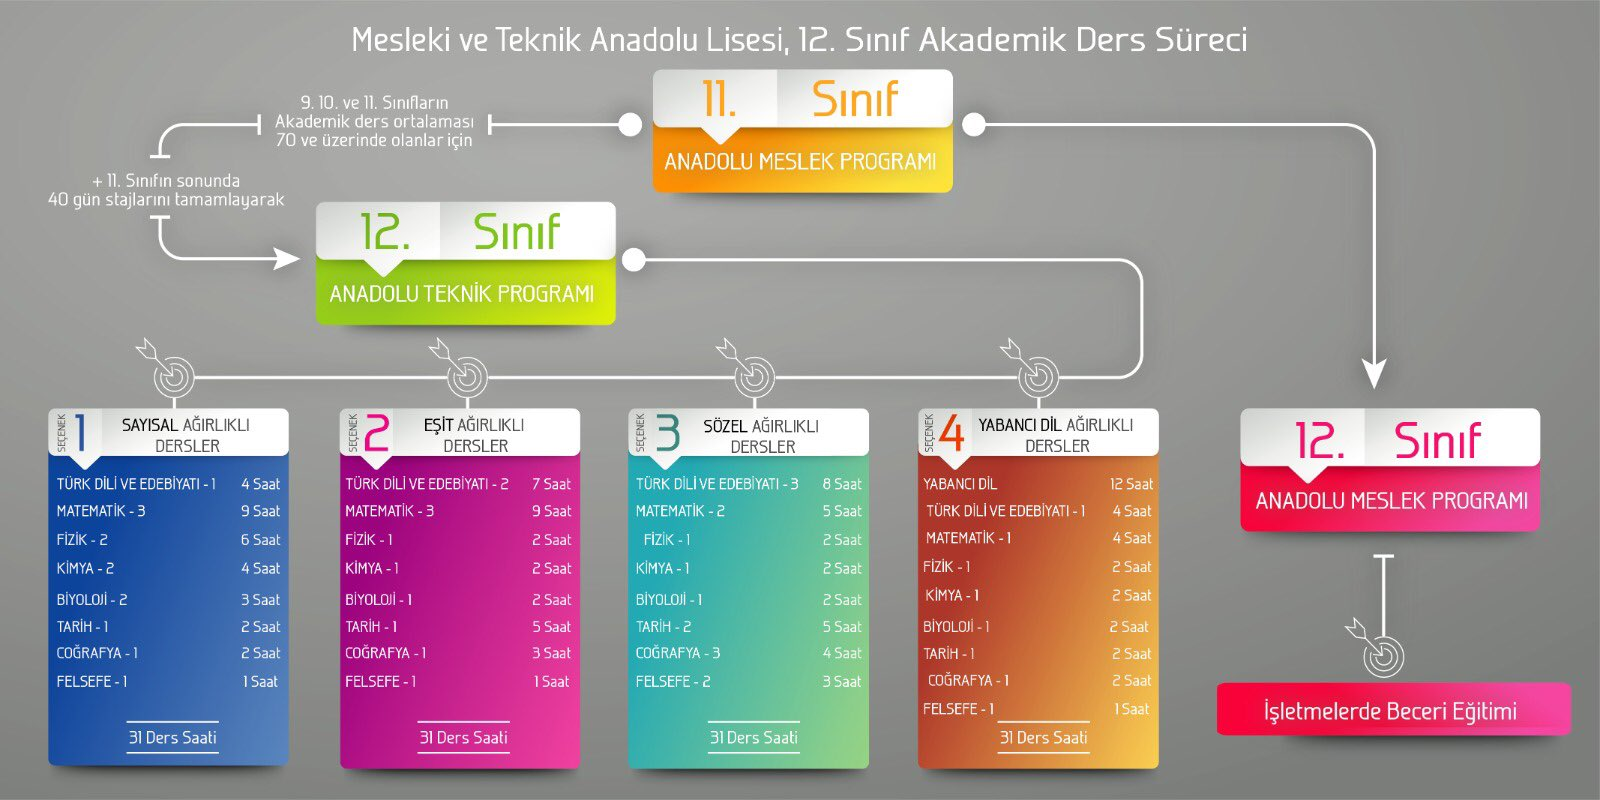 Mesleki ve Teknik Anadolu Lisesi, 12. Sınıf Akademik Ders Süreci
11. Sınıf
ANADOLU MESLEK PROGRAMI
9. 10. ve 11. Sınıfların
Akademik ders ortalaması
70 ve üzerinde olanlar için
+ 11. Sınıfın sonunda
40 gün stajlarını tamamlayarak
12. Sınıf
ANADOLU TEKNİK PROGRAMI
SEÇENEK 1
SAYISAL AĞIRLIKLI
DERSLER
TÜRK DİLİ VE EDEBİYATI - 1 4 Saat
MATEMATİK - 3 9 Saat
FİZİK - 2 6 Saat
KİMYA - 2 4 Saat
BİYOLOJİ - 2 3 Saat
TARİH - 1 2 Saat
COĞRAFYA - 1 2 Saat
FELSEFE - 1 1 Saat
31 Ders Saati
SEÇENEK 2
EŞİT AĞIRLIKLI
DERSLER
TÜRK DİLİ VE EDEBİYATI - 2 7 Saat
MATEMATİK - 3 9 Saat
FİZİK - 1 2 Saat
KİMYA - 1 2 Saat
BİYOLOJİ - 1 2 Saat
TARİH - 1 5 Saat
COĞRAFYA - 1 3 Saat
FELSEFE - 1 1 Saat
31 Ders Saati
SEÇENEK 3
SÖZEL AĞIRLIKLI
DERSLER
TÜRK DİLİ VE EDEBİYATI - 3 8 Saat
MATEMATİK - 2 5 Saat
FİZİK - 1 2 Saat
KİMYA - 1 2 Saat
BİYOLOJİ - 1 2 Saat
TARİH - 2 5 Saat
COĞRAFYA - 3 4 Saat
FELSEFE - 2 3 Saat
31 Ders Saati
SEÇENEK 4
YABANCI DİL AĞIRLIKLI
DERSLER
YABANCI DİL 12 Saat
TÜRK DİLİ VE EDEBİYATI - 1 4 Saat
MATEMATİK - 1 4 Saat
FİZİK - 1 2 Saat
KİMYA - 1 2 Saat
BİYOLOJİ - 1 2 Saat
TARİH - 1 2 Saat
COĞRAFYA - 1 2 Saat
FELSEFE - 1 1 Saat
31 Ders Saati
12. Sınıf
ANADOLU MESLEK PROGRAMI
İşletmelerde Beceri Eğitimi